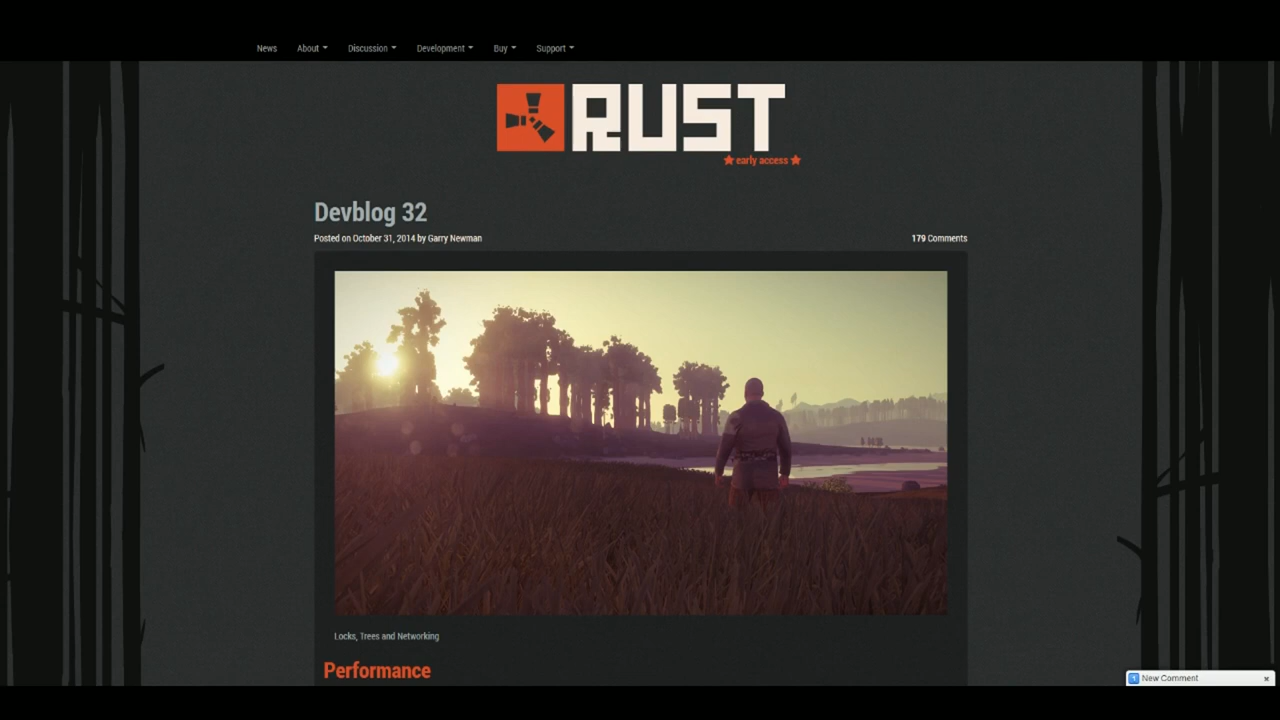 News About Discussion Development Buy Support
RUST
early access
Devblog 32
Posted on October 31, 2014 by Garry Newman
179 Comments
Locks, Trees and Networking
Performance
New Comment